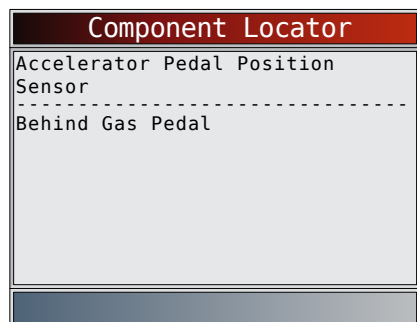 Component Locator
Accelerator Pedal Position
Sensor
--------------------------------
Behind Gas Pedal